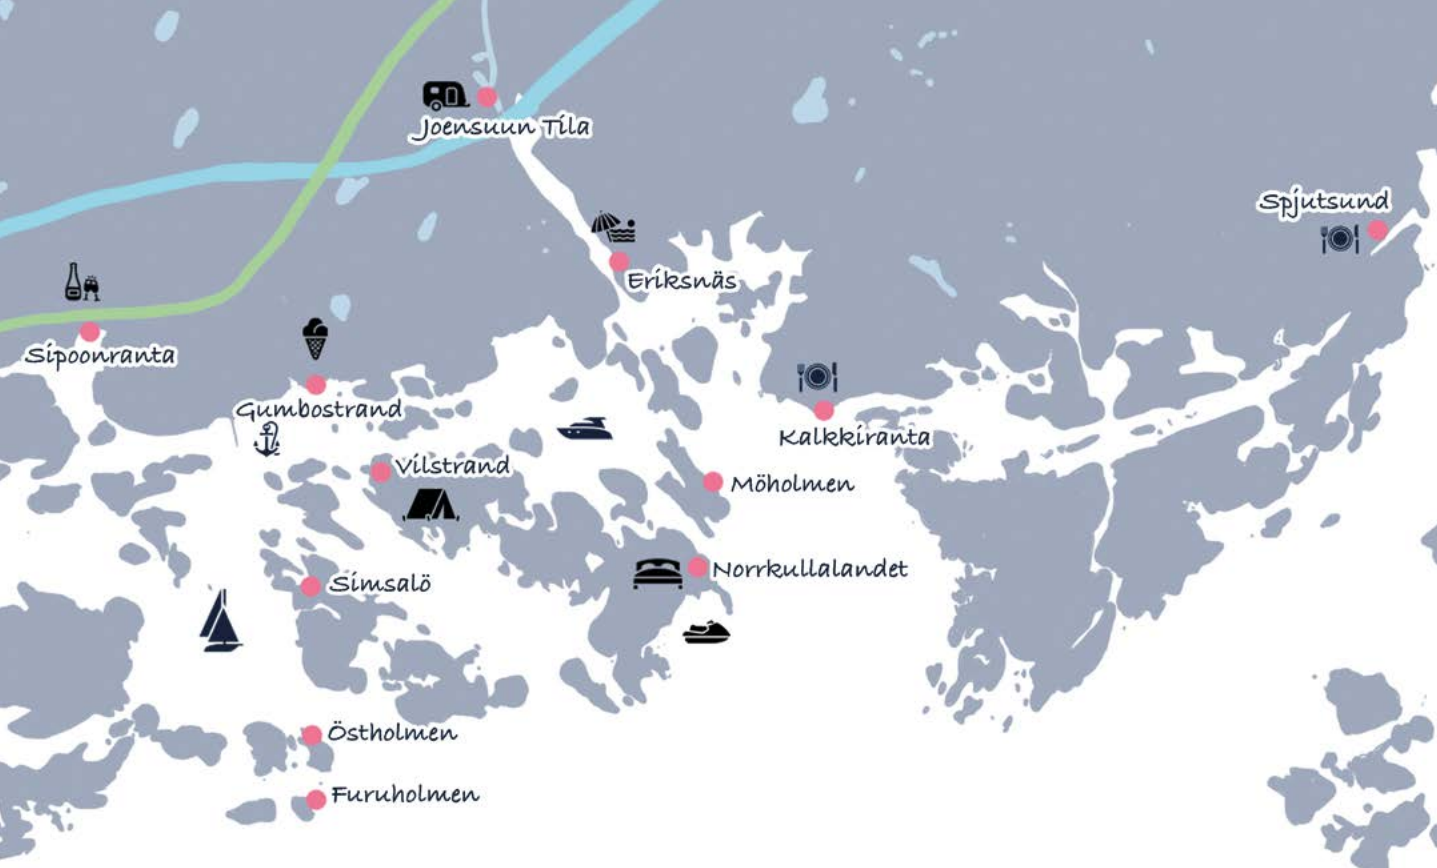 Joensuun Tila
Spjutsund
Eriksnäs
Sipoonranta
Gumbostrand
Kalkkiranta
Vilstrand
Möholmen
Norrkullalandet
Simsalö
Östholmen
Furuholmen